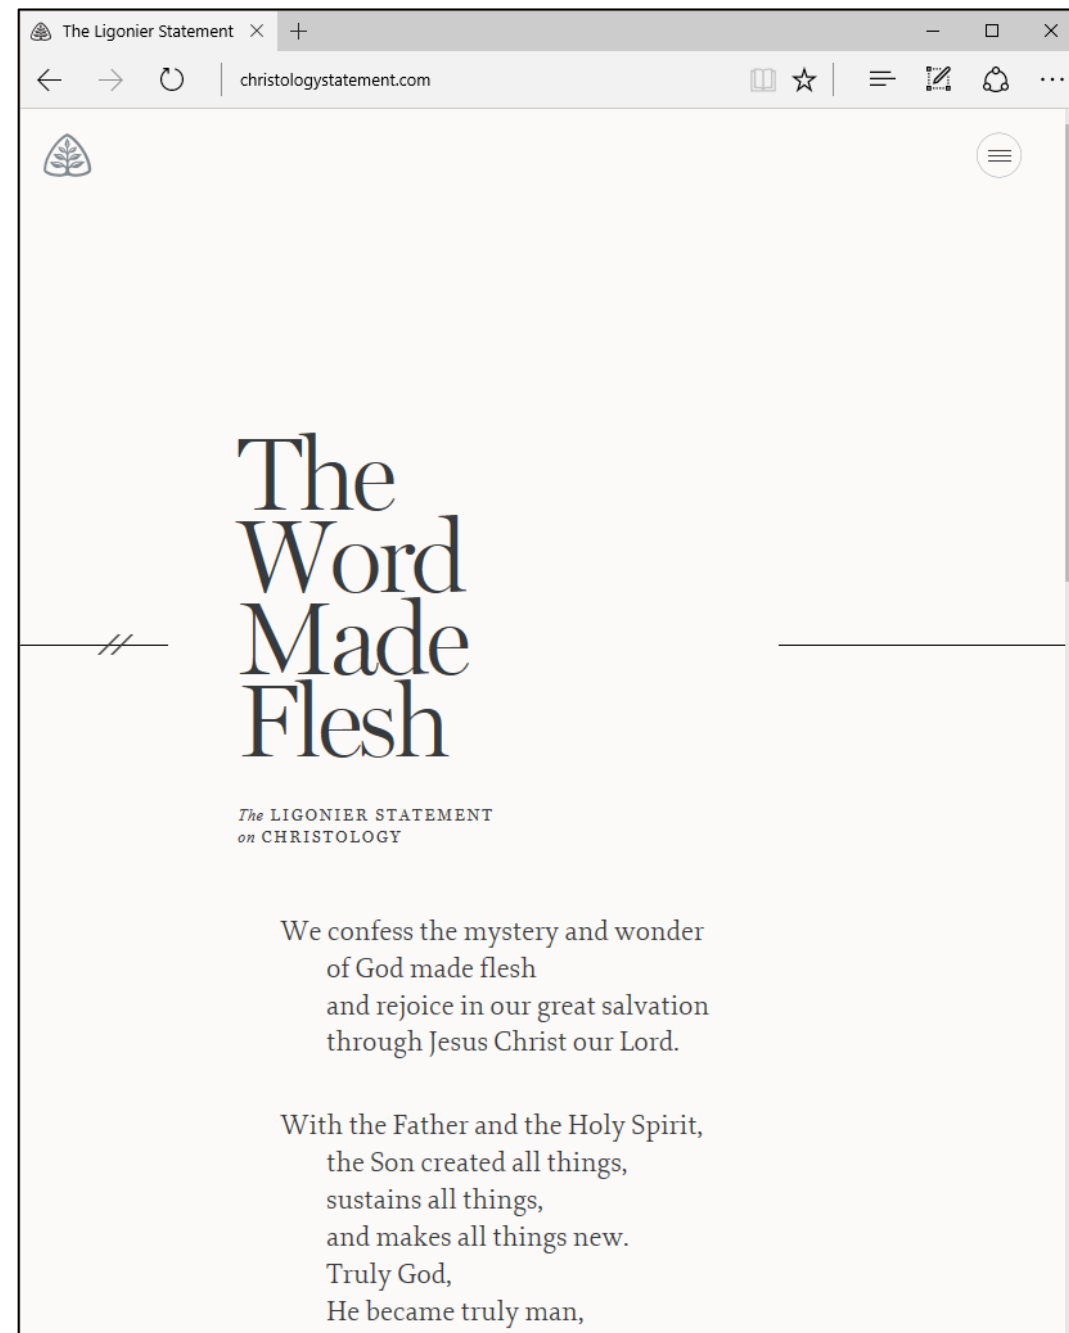 The Ligonier Statement
christologystatement.com
The
Word
Made
Flesh
The LIGONIER STATEMENT
on CHRISTOLOGY
We confess the mystery and wonder
of God made flesh
and rejoice in our great salvation
through Jesus Christ our Lord.
With the Father and the Holy Spirit,
the Son created all things,
sustains all things,
and makes all things new.
Truly God,
He became truly man,